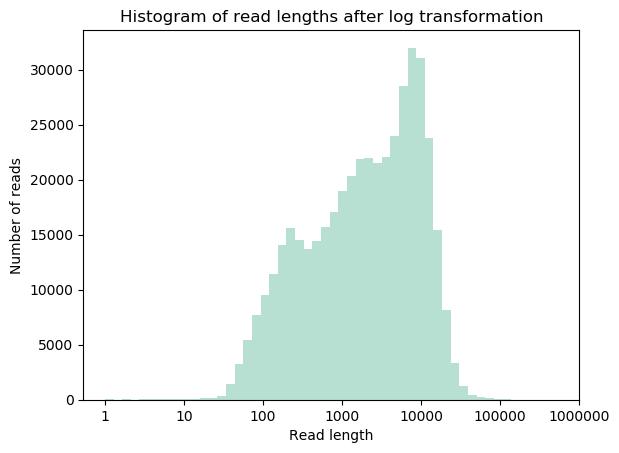 Histogram of read lengths after log transformation
Number of reads
30000
25000
20000
15000
10000
5000
0
1 10 100 1000 10000 100000 1000000
Read length